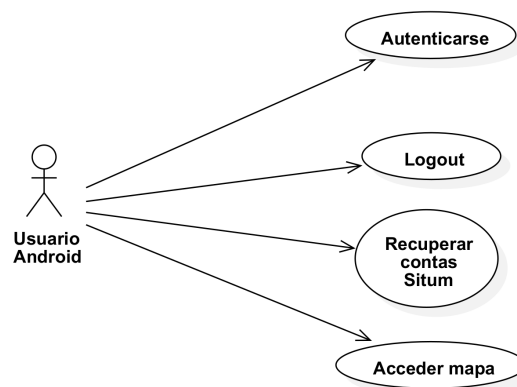 Autenticarse
Logout
Usuario
Android
Recuperar
contas
Situm
Acceder mapa